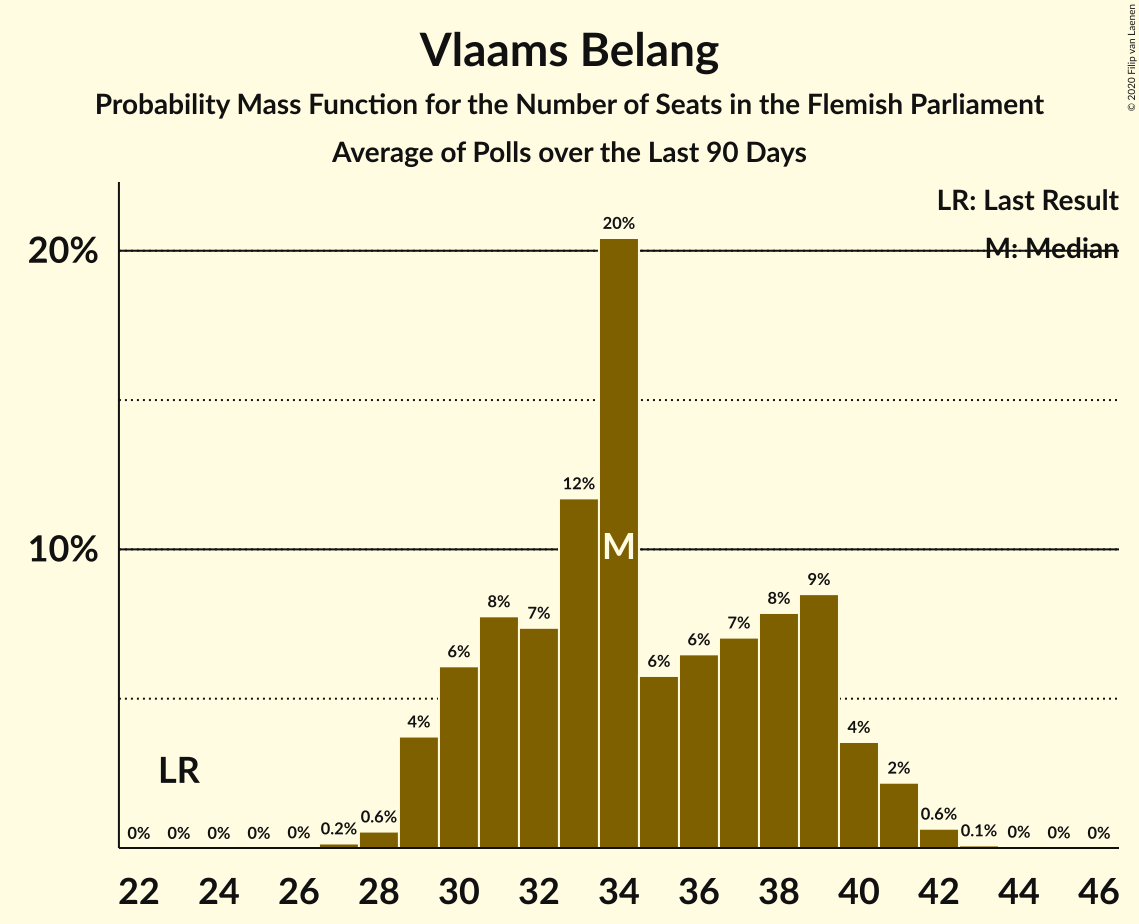 Vlaams Belang
Probability Mass Function for the Number of Seats in the Flemish Parliament
Average of Polls over the Last 90 Days
© 2020 Filip van Laenen
LR: Last Result
M: Median
20%
10%
0% 0% 0% 0% 0% 0.2% 0.6% 4% 6% 8% 7% 12% 20% 6% 6% 7% 8% 9% 4% 2% 0.6% 0.1% 0% 0% 0%
LR
M
22 24 26 28 30 32 34 36 38 40 42 44 46